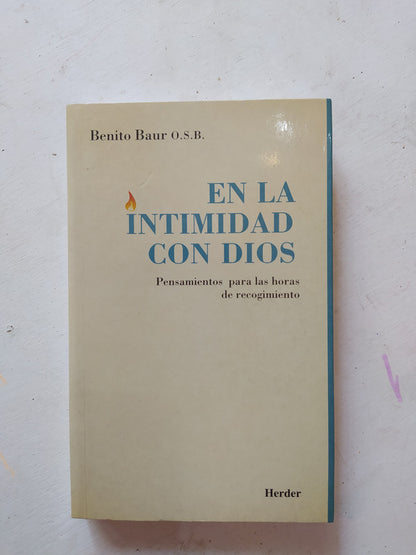 Benito Baur O.S.B.
EN LA
INTIMIDAD
CON DIOS
Pensamientos para las horas
de recogimiento
Herder